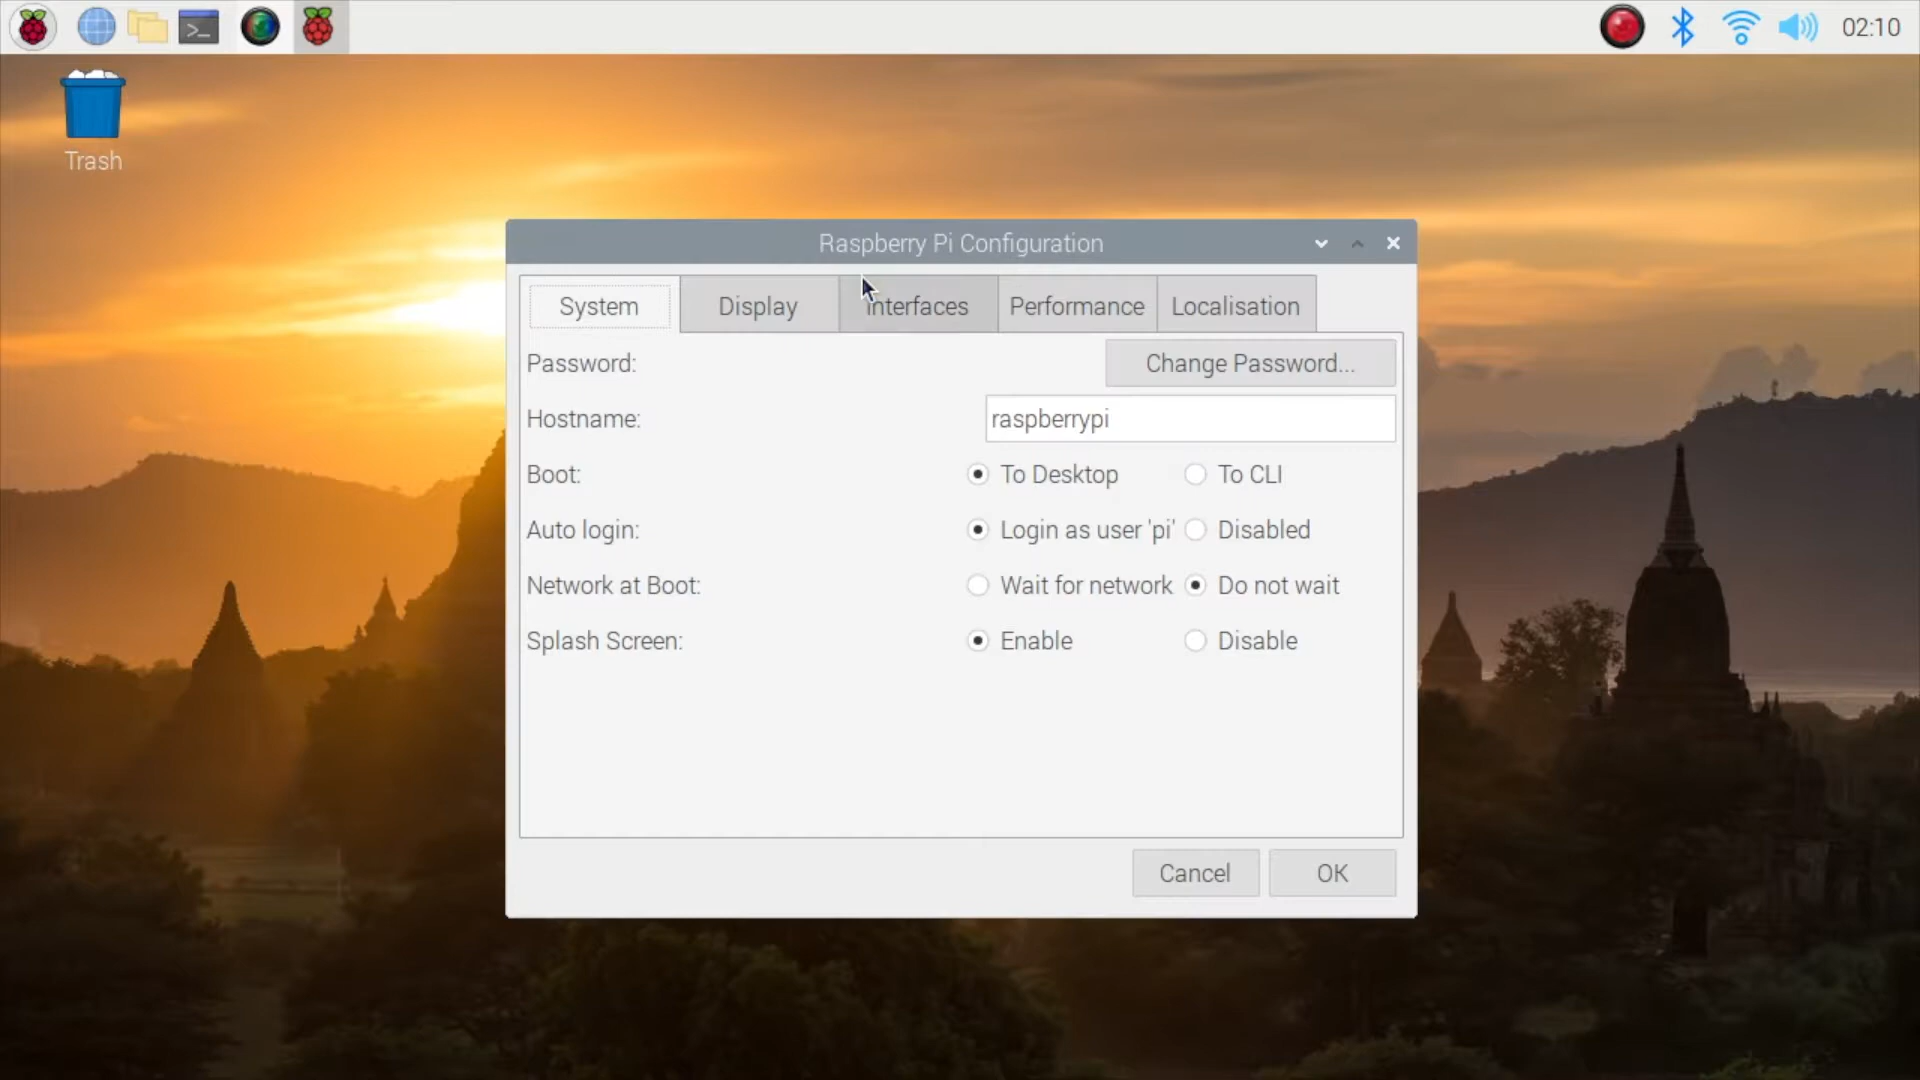 02:10
Trash
Raspberry Pi Configuration
System Display Interfaces Performance Localisation
Password: Change Password...
Hostname: raspberrypi
Boot: To Desktop To CLI
Auto login: Login as user 'pi' Disabled
Network at Boot: Wait for network Do not wait
Splash Screen: Enable Disable
Cancel OK